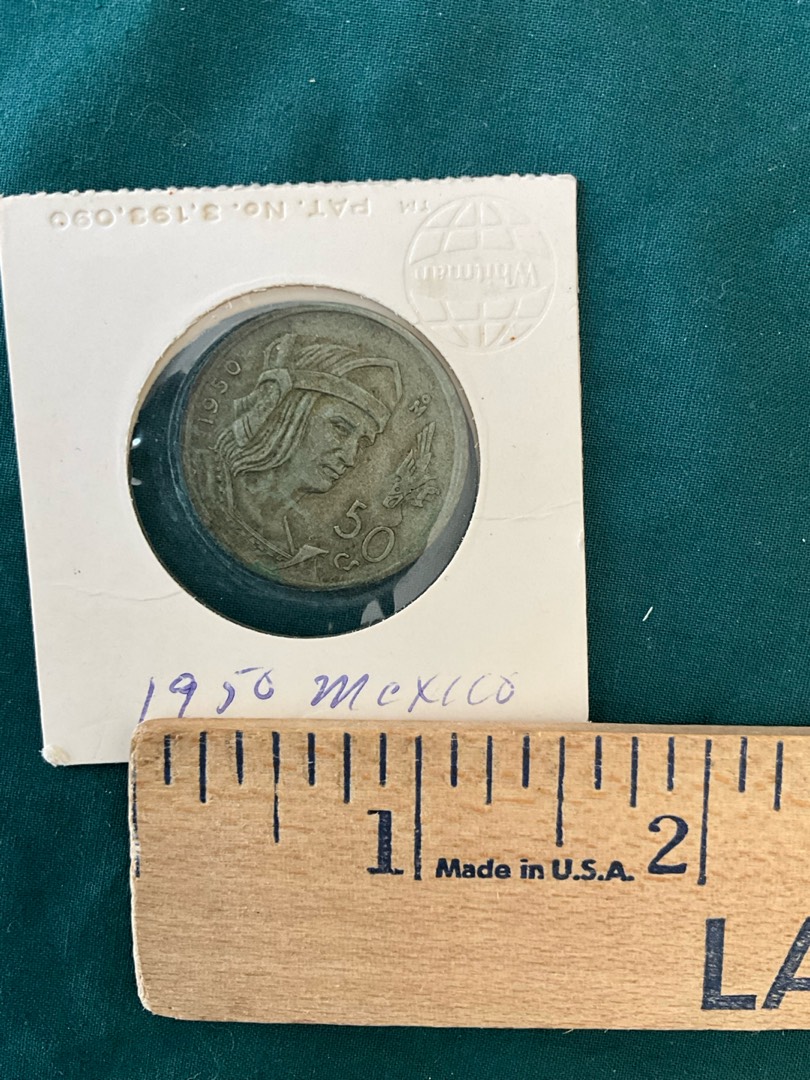 ™ PAT. No. 3,193,090
Whitman
1950
Mo
50
C
1950 Mexico
1 Made in U.S.A. 2
LA